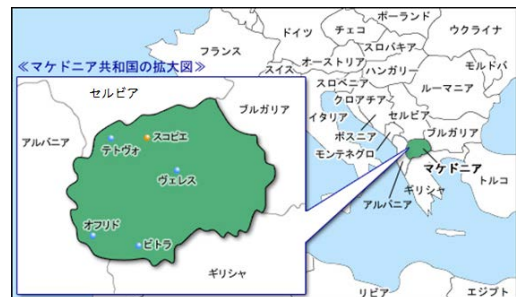 ≪マケドニア共和国の拡大図≫
セルビア
アルバニア
ブルガリア
テトヴォ
スコピエ
ヴェレス
オフリド
ビトラ
ギリシャ
ドイツ
ポーランド
チェコ
ウクライナ
スロバキア
フランス
オーストリア
モルドバ
スイス
ハンガリー
スロベニア
ルーマニア
クロアチア
イタリア
セルビア
ボスニア
ブルガリア
モンテネグロ
マケドニア
トルコ
アルバニア
ギリシャ
リビア
エジプト